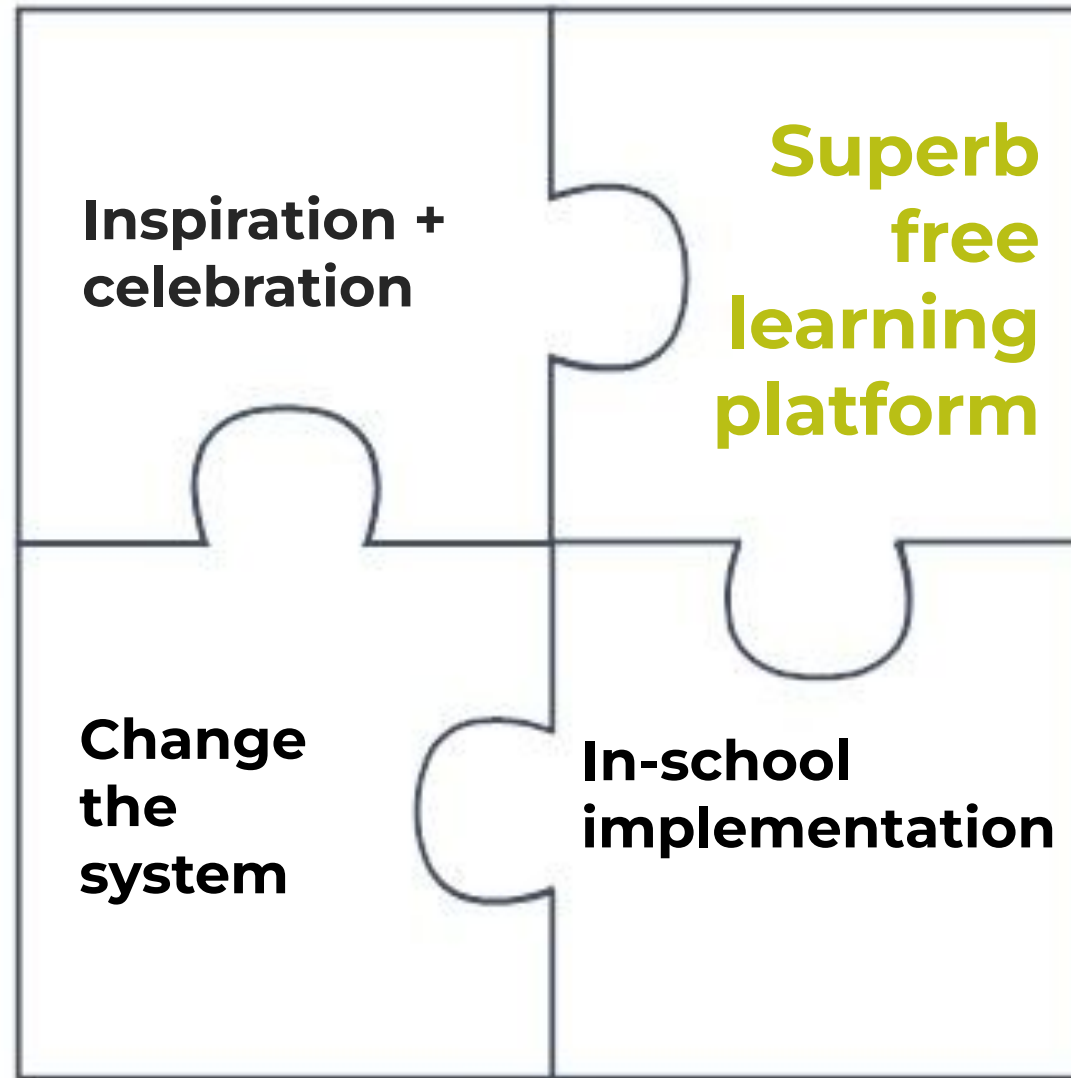 Inspiration +
celebration
Superb
free
learning
platform
Change
the
system
In-school
implementation